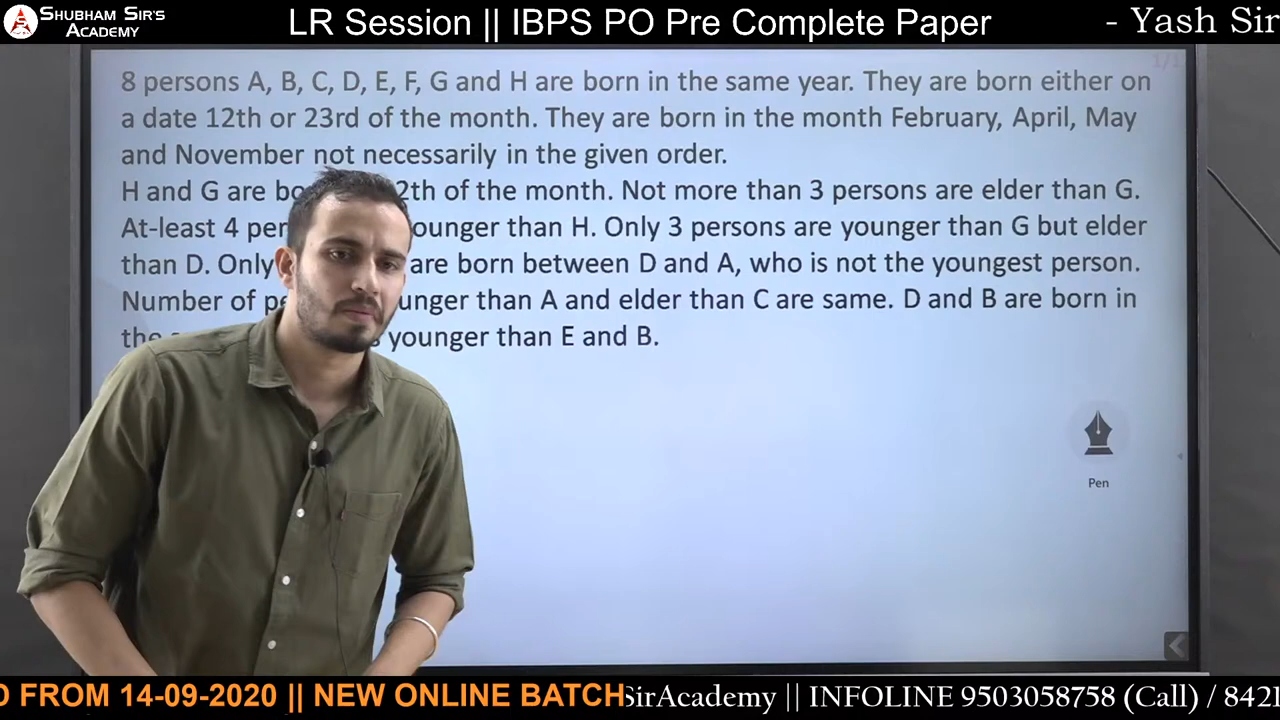 SHUBHAM SIR'S
ACADEMY
LR Session || IBPS PO Pre Complete Paper
- Yash Sir
1/1
8 persons A, B, C, D, E, F, G and H are born in the same year. They are born either on
a date 12th or 23rd of the month. They are born in the month February, April, May
and November not necessarily in the given order.
H and G are bo 2th of the month. Not more than 3 persons are elder than G.
At-least 4 per ounger than H. Only 3 persons are younger than G but elder
than D. Only are born between D and A, who is not the youngest person.
Number of pe unger than A and elder than C are same. D and B are born in
the younger than E and B.
Pen
D FROM 14-09-2020 || NEW ONLINE BATCH
SirAcademy || INFOLINE 9503058758 (Call) / 8421